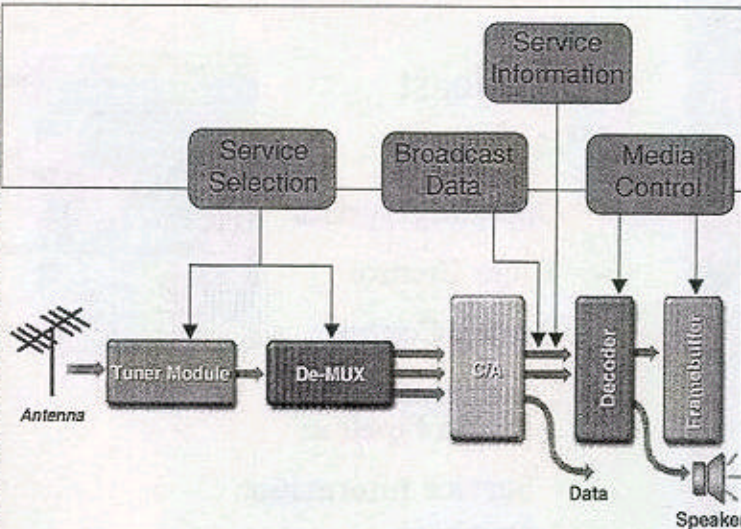 Service
Information
Service
Selection
Broadcast
Data
Media
Control
Antenna
Tuner Module
De-MUX
C/A
Decoder
Framebuffer
Data
Speaker